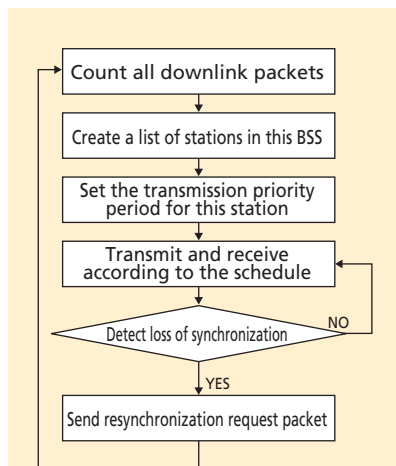 Count all downlink packets
Create a list of stations in this BSS
Set the transmission priority
period for this station
Transmit and receive
according to the schedule
Detect loss of synchronization
NO
YES
Send resynchronization request packet